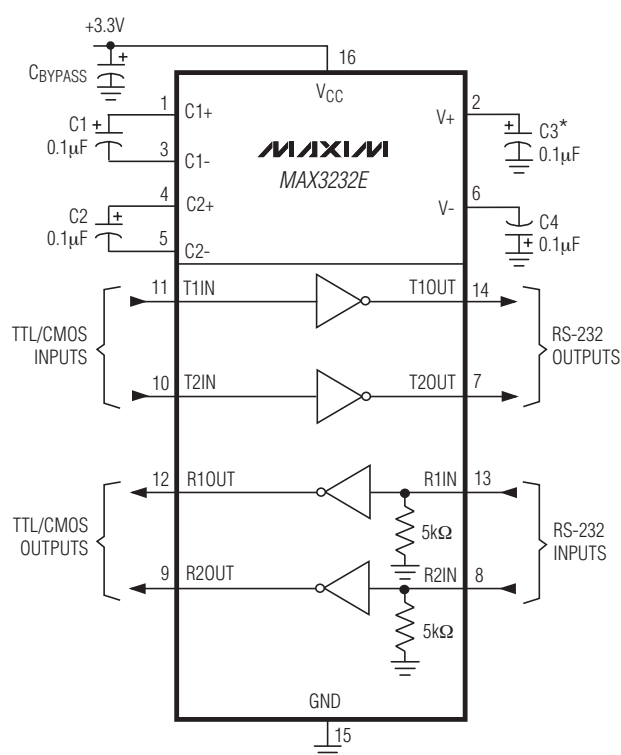 +3.3V
CBYPASS
16
VCC
1
C1+
C1
0.1µF
+
3
C1-
4
C2+
C2
0.1µF
+
5
C2-
MAXIM
MAX3232E
2
V+
+
C3*
0.1µF
6
V-
C4
+
0.1µF
+
TTL/CMOS
INPUTS
11
T1IN
T1OUT
14
10
T2IN
T2OUT
7
RS-232
OUTPUTS
TTL/CMOS
OUTPUTS
12
R1OUT
R1IN
13
5kΩ
9
R2OUT
R2IN
8
5kΩ
RS-232
INPUTS
GND
15